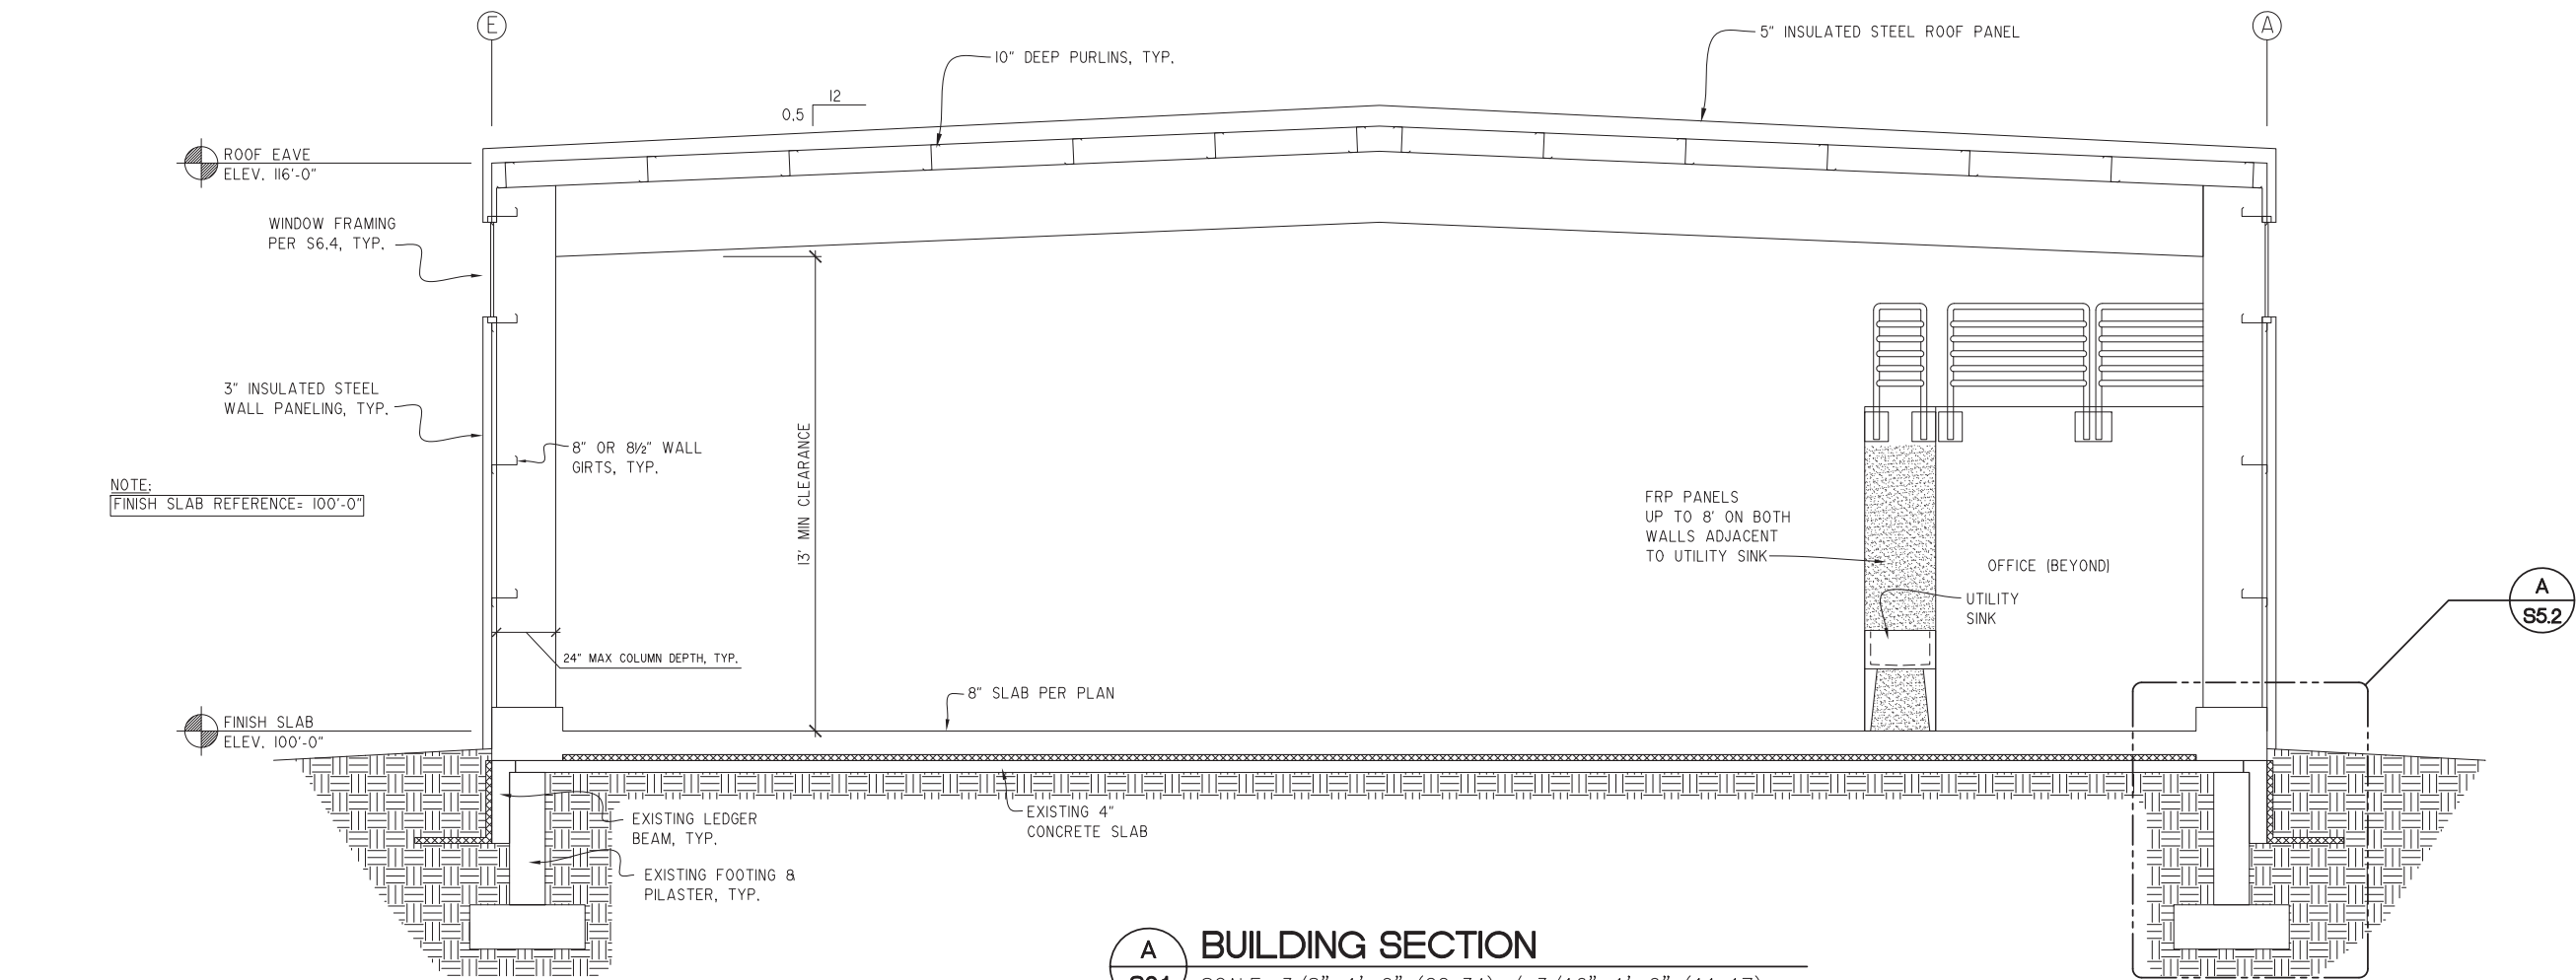 E
A
10" DEEP PURLINS, TYP.
5" INSULATED STEEL ROOF PANEL
12
0.5
ROOF EAVE
ELEV. 116'-0"
WINDOW FRAMING
PER S6.4, TYP.
3" INSULATED STEEL
WALL PANELING, TYP.
8" OR 8½" WALL
GIRTS, TYP.
NOTE:
FINISH SLAB REFERENCE= 100'-0"
13' MIN CLEARANCE
FRP PANELS
UP TO 8' ON BOTH
WALLS ADJACENT
TO UTILITY SINK
OFFICE (BEYOND)
UTILITY
SINK
A
S5.2
24" MAX COLUMN DEPTH, TYP.
8" SLAB PER PLAN
FINISH SLAB
ELEV. 100'-0"
EXISTING LEDGER
BEAM, TYP.
EXISTING 4"
CONCRETE SLAB
EXISTING FOOTING &
PILASTER, TYP.
A
BUILDING SECTION